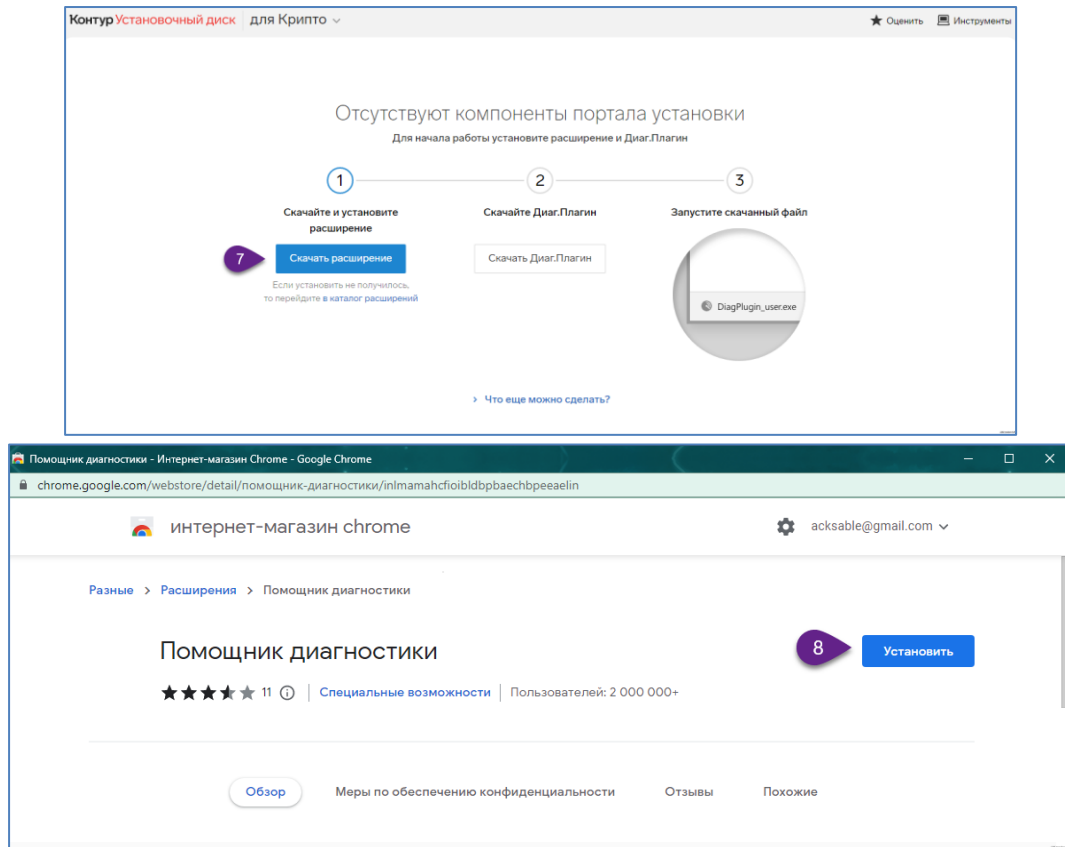 Контур Установочный диск для Крипто
Оценить Инструменты
Отсутствуют компоненты портала установки
Для начала работы установите расширение и Диаг.Плагин
1 2 3
Скачайте и установите расширение
Скачайте Диаг.Плагин
Запустите скачанный файл
7
Скачать расширение
Скачать Диаг.Плагин
Если установить не получилось,
то перейдите в каталог расширений
DiagPlugin_user.exe
Что еще можно сделать?
Помощник диагностики - Интернет-магазин Chrome - Google Chrome
chrome.google.com/webstore/detail/помощник-диагностики/inlmamahcfioibldbpbaechbpeeaelin
интернет-магазин chrome
acksable@gmail.com
Разные > Расширения > Помощник диагностики
Помощник диагностики
8
Установить
11 Специальные возможности Пользователей: 2 000 000+
Обзор Меры по обеспечению конфиденциальности Отзывы Похожие